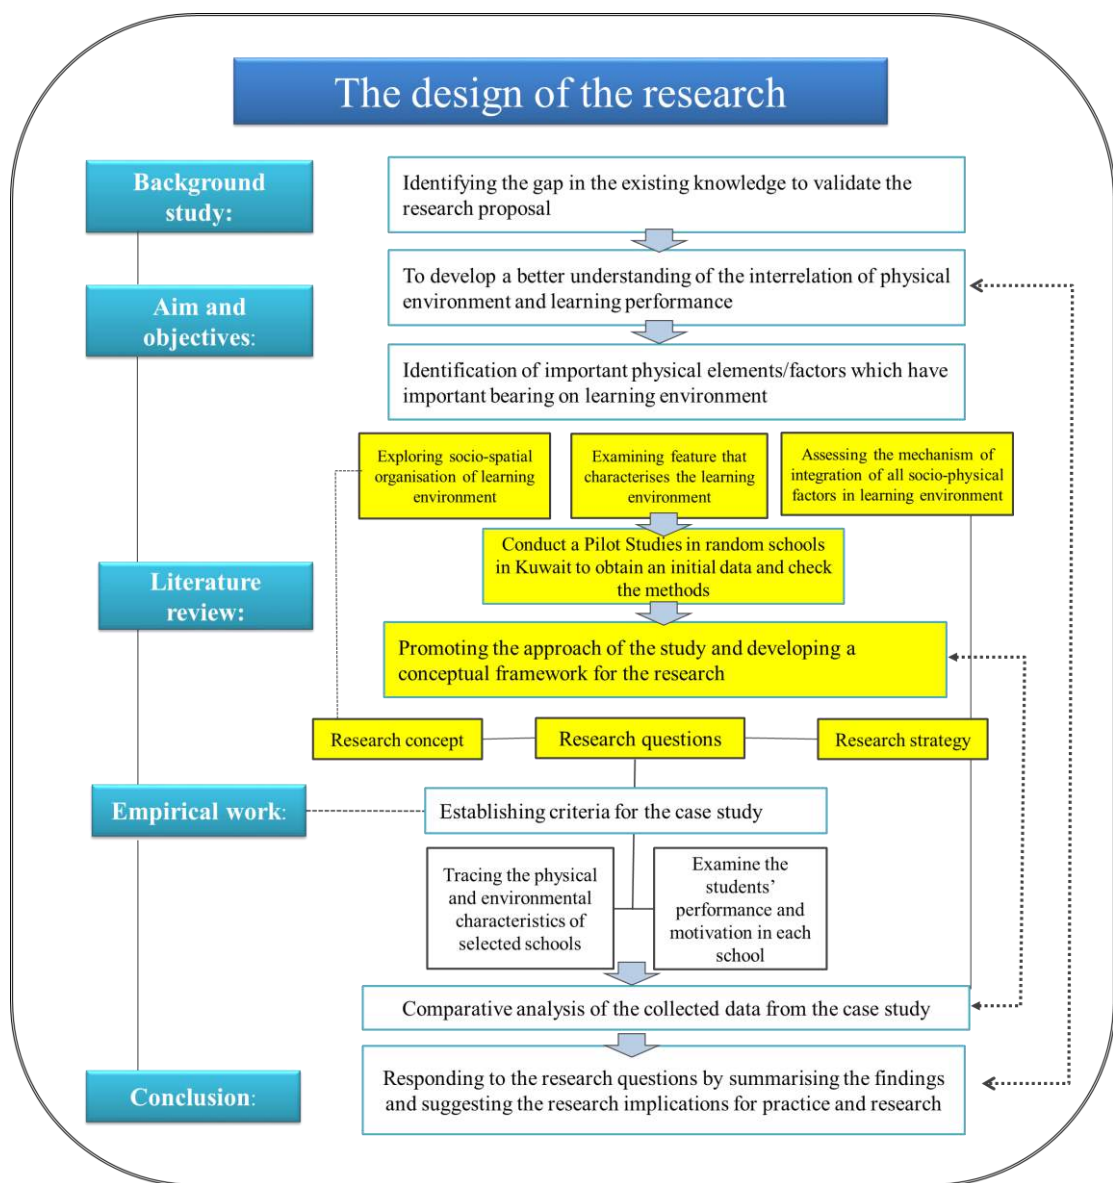 The design of the research
Background
study:
Identifying the gap in the existing knowledge to validate the
research proposal
To develop a better understanding of the interrelation of physical
environment and learning performance
Aim and
objectives:
Identification of important physical elements/factors which have
important bearing on learning environment
Exploring socio-spatial
organisation of learning
environment
Examining feature that
characterises the learning
environment
Assessing the mechanism of
integration of all socio-physical
factors in learning environment
Conduct a Pilot Studies in random schools
in Kuwait to obtain an initial data and check
the methods
Literature
review:
Promoting the approach of the study and developing a
conceptual framework for the research
Research concept
Research questions
Research strategy
Empirical work:
Establishing criteria for the case study
Tracing the physical
and environmental
characteristics of
selected schools
Examine the
students’
performance and
motivation in each
school
Comparative analysis of the collected data from the case study
Conclusion:
Responding to the research questions by summarising the findings
and suggesting the research implications for practice and research